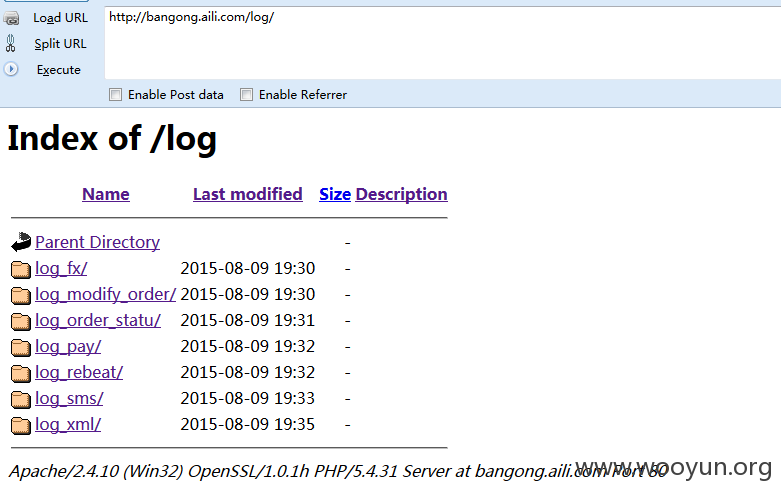 Load URL
http://bangong.aili.com/log/
Split URL
Execute
Enable Post data Enable Referrer
Index of /log
Name Last modified Size Description
Parent Directory -
log_fx/ 2015-08-09 19:30 -
log_modify_order/ 2015-08-09 19:30 -
log_order_statu/ 2015-08-09 19:31 -
log_pay/ 2015-08-09 19:32 -
log_rebeat/ 2015-08-09 19:32 -
log_sms/ 2015-08-09 19:33 -
log_xml/ 2015-08-09 19:35 -
Apache/2.4.10 (Win32) OpenSSL/1.0.1h PHP/5.4.31 Server at bangong.aili.com Port 80
www.wooyun.org